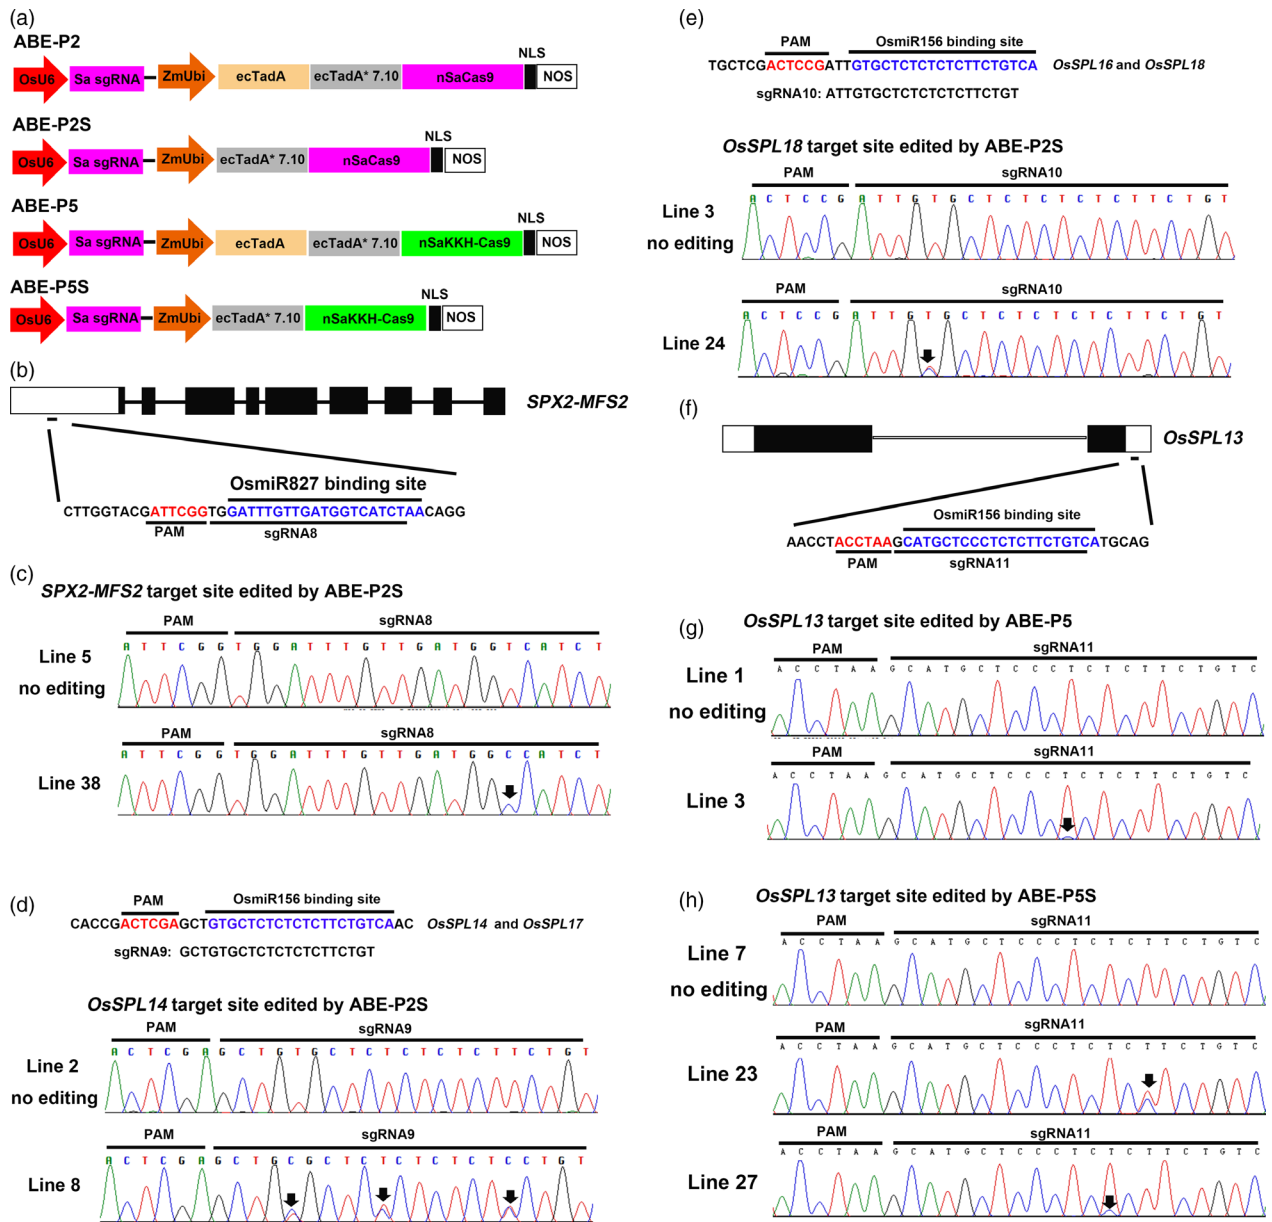 (a)
ABE-P2
NLS
OsU6 Sa sgRNA ZmUbi ecTadA ecTadA* 7.10 nSaCas9 NOS
ABE-P2S
NLS
OsU6 Sa sgRNA ZmUbi ecTadA* 7.10 nSaCas9 NOS
ABE-P5
NLS
OsU6 Sa sgRNA ZmUbi ecTadA ecTadA* 7.10 nSaKKH-Cas9 NOS
ABE-P5S
NLS
OsU6 Sa sgRNA ZmUbi ecTadA* 7.10 nSaKKH-Cas9 NOS
(b)
SPX2-MFS2
OsmiR827 binding site
CTTGGTACGATTCGGTGGATTTGTTGATGGTCATCTAACAGG
PAM sgRNA8
(c)
SPX2-MFS2 target site edited by ABE-P2S
PAM sgRNA8
A T T C G G T G G A T T T G T T G A T G G T C A T C T
Line 5
no editing
PAM sgRNA8
A T T C G G T G G A T T T G T T G A T G G C C A T C T
Line 38
(d)
PAM OsmiR156 binding site
CACCGACTCGAGCTGTGCTCTCTCTCTTCTGTCAAC OsSPL14 and OsSPL17
sgRNA9: GCTGTGCTCTCTCTCTTCTGT
OsSPL14 target site edited by ABE-P2S
PAM sgRNA9
A C T C G A G C T G T G C T C T C T C T C T T C T G T
Line 2
no editing
PAM sgRNA9
A C T C G A G C T G C G C T C T C T C T C T C C T G T
Line 8
(e)
PAM OsmiR156 binding site
TGCTCGACTCCGATTGTGCTCTCTCTCTTCTGTCA OsSPL16 and OsSPL18
sgRNA10: ATTGTGCTCTCTCTCTTCTGT
OsSPL18 target site edited by ABE-P2S
PAM sgRNA10
A C T C C G A T T G T G C T C T C T C T C T T C T G T
Line 3
no editing
PAM sgRNA10
A C T C C G A T T G T G C T C T C T C T C T T C T G T
Line 24
(f)
OsSPL13
OsmiR156 binding site
AACCTACCTAAGCATGCTCCCTCTCTTCTGTCATGCAG
PAM sgRNA11
(g)
OsSPL13 target site edited by ABE-P5
PAM sgRNA11
A C C T A A G C A T G C T C C C T C T C T T C T G T C
Line 1
no editing
PAM sgRNA11
A C C T A A G C A T G C T C C C T C T C T T C T G T C
Line 3
(h)
OsSPL13 target site edited by ABE-P5S
PAM sgRNA11
A C C T A A G C A T G C T C C C T C T C T T C T G T C
Line 7
no editing
PAM sgRNA11
A C C T A A G C A T G C T C C C T C T C T T C T G T C
Line 23
PAM sgRNA11
A C C T A A G C A T G C T C C C T C T C T T C T G T C
Line 27